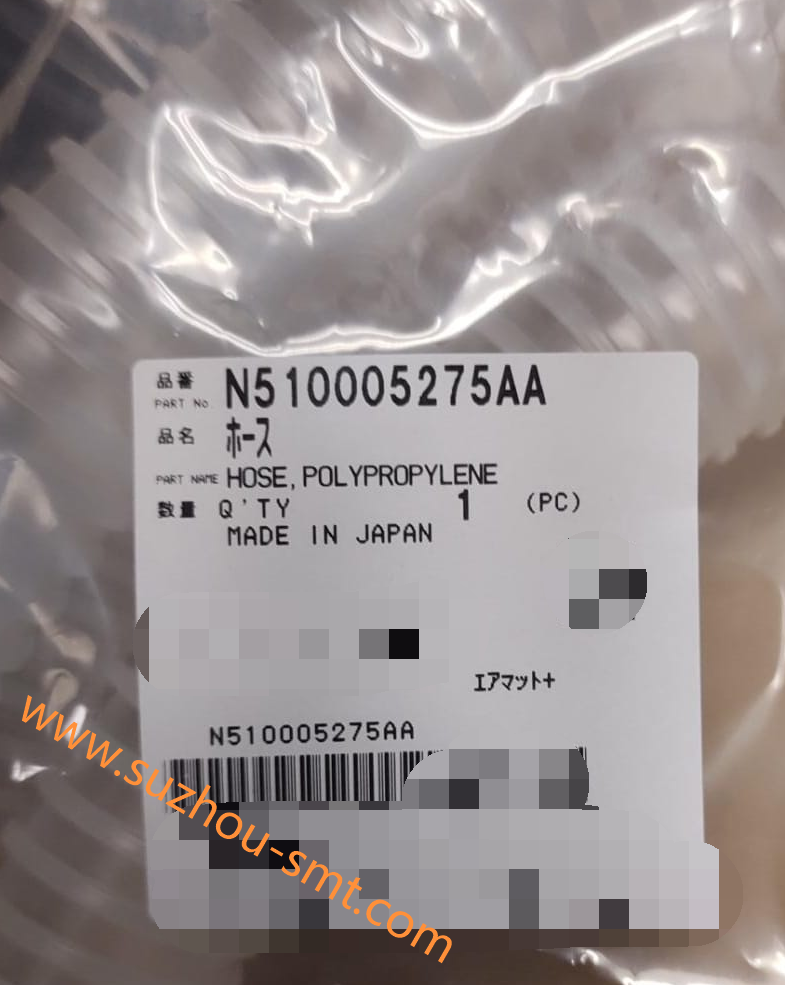 品番
PART No. N510005275AA
品名 ホース
PART NAME HOSE, POLYPROPYLENE
数量 Q'TY 1 (PC)
MADE IN JAPAN
エアマット+
N510005275AA
www.suzhou-smt.com